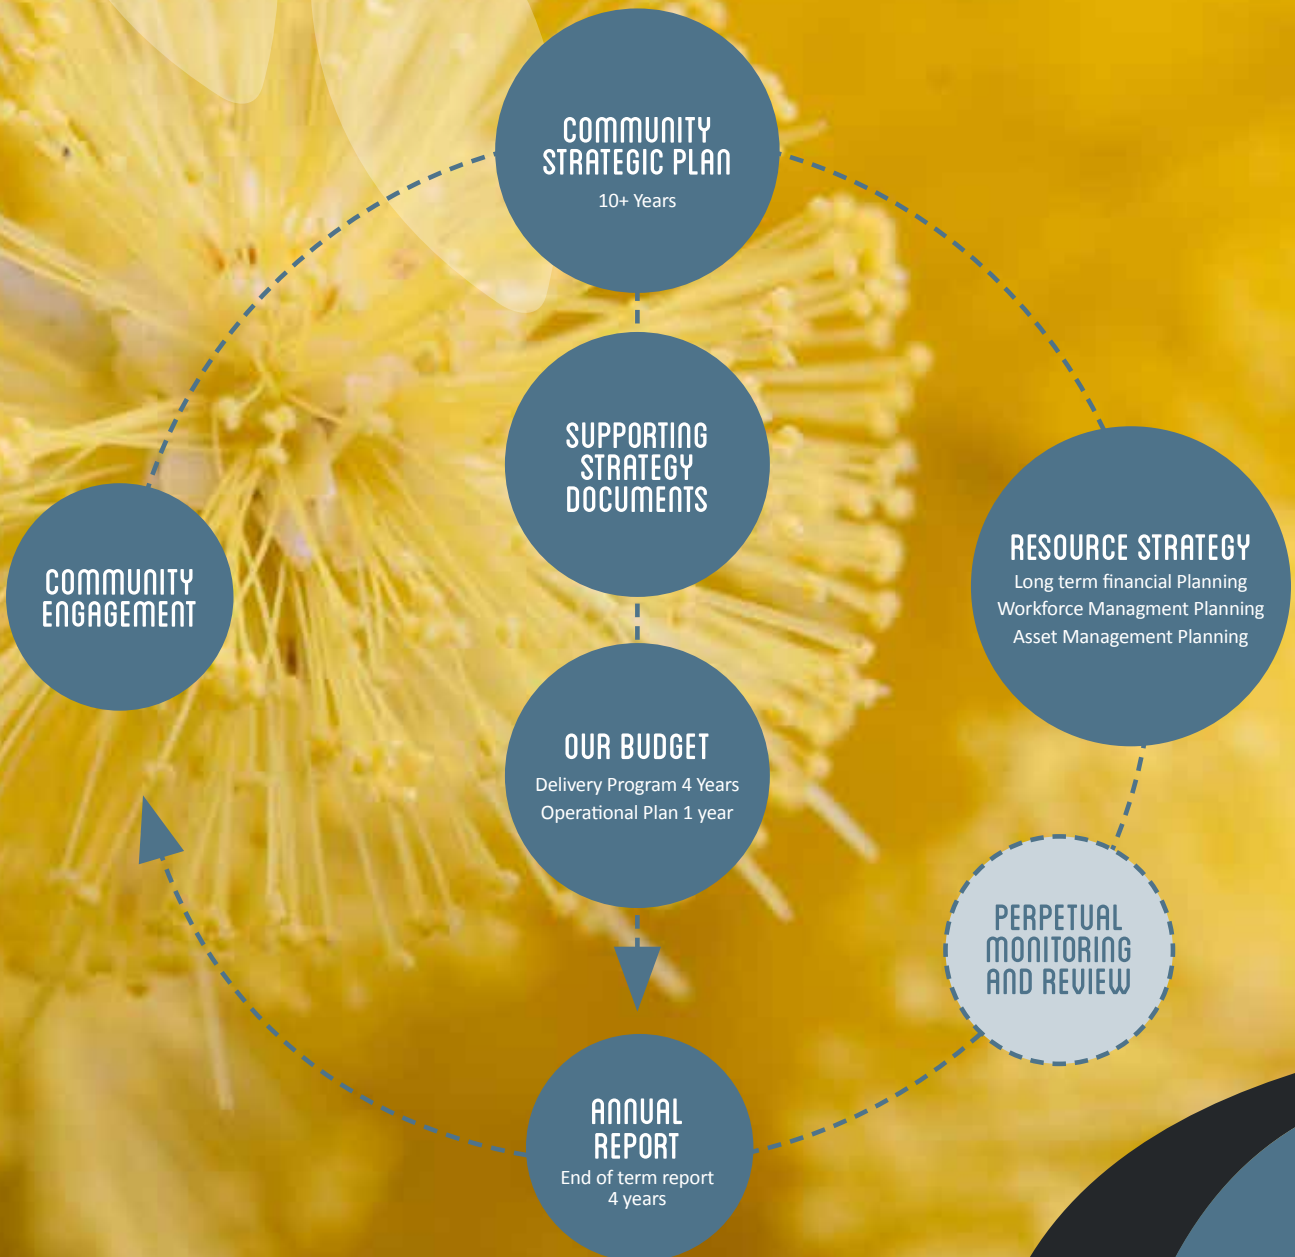 COMMUNITY
STRATEGIC PLAN
10+ Years
SUPPORTING
STRATEGY
DOCUMENTS
COMMUNITY
ENGAGEMENT
RESOURCE STRATEGY
Long term financial Planning
Workforce Managment Planning
Asset Management Planning
OUR BUDGET
Delivery Program 4 Years
Operational Plan 1 year
PERPETUAL
MONITORING
AND REVIEW
ANNUAL
REPORT
End of term report
4 years